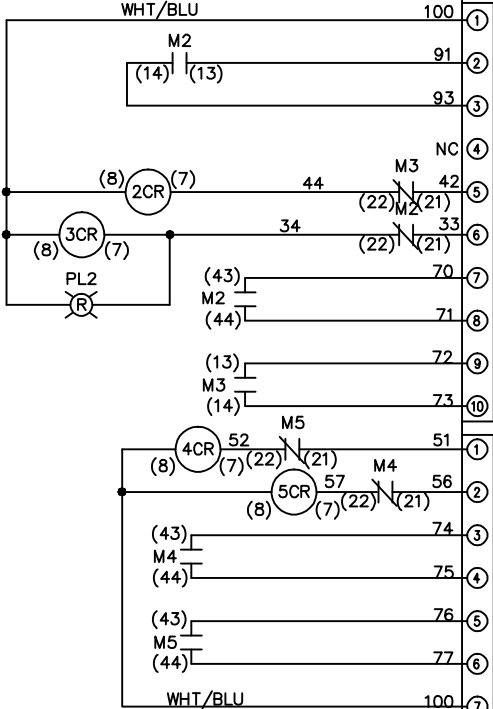 WHT/BLU 100 1
M2
(14) (13) 91 2
93 3
NC 4
(8) 2CR (7) 44 M3 (22) (21) 42 5
(8) 3CR (7) 34 M2 (22) (21) 33 6
PL2
R
(43) 70 7
M2
(44) 71 8
(13) 72 9
M3
(14) 73 10
(8) 4CR (7) 52 M5 (22) (21) 51 1
(8) 5CR (7) 57 M4 (22) (21) 56 2
(43) 74 3
M4
(44) 75 4
(43) 76 5
M5
(44) 77 6
WHT/BLU 100 7